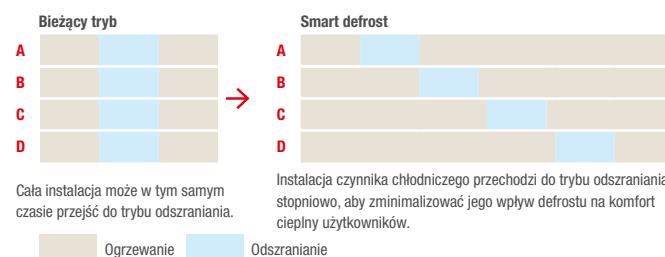 Bieżący tryb
Smart defrost
A
B
C
D
A
B
C
D
Cała instalacja może w tym samym
czasie przejść do trybu odszraniania.
Instalacja czynnika chłodniczego przechodzi do trybu odszraniania
stopniowo, aby zminimalizować jego wpływ defrostu na komfort
cieplny użytkowników.
Ogrzewanie
Odszranianie